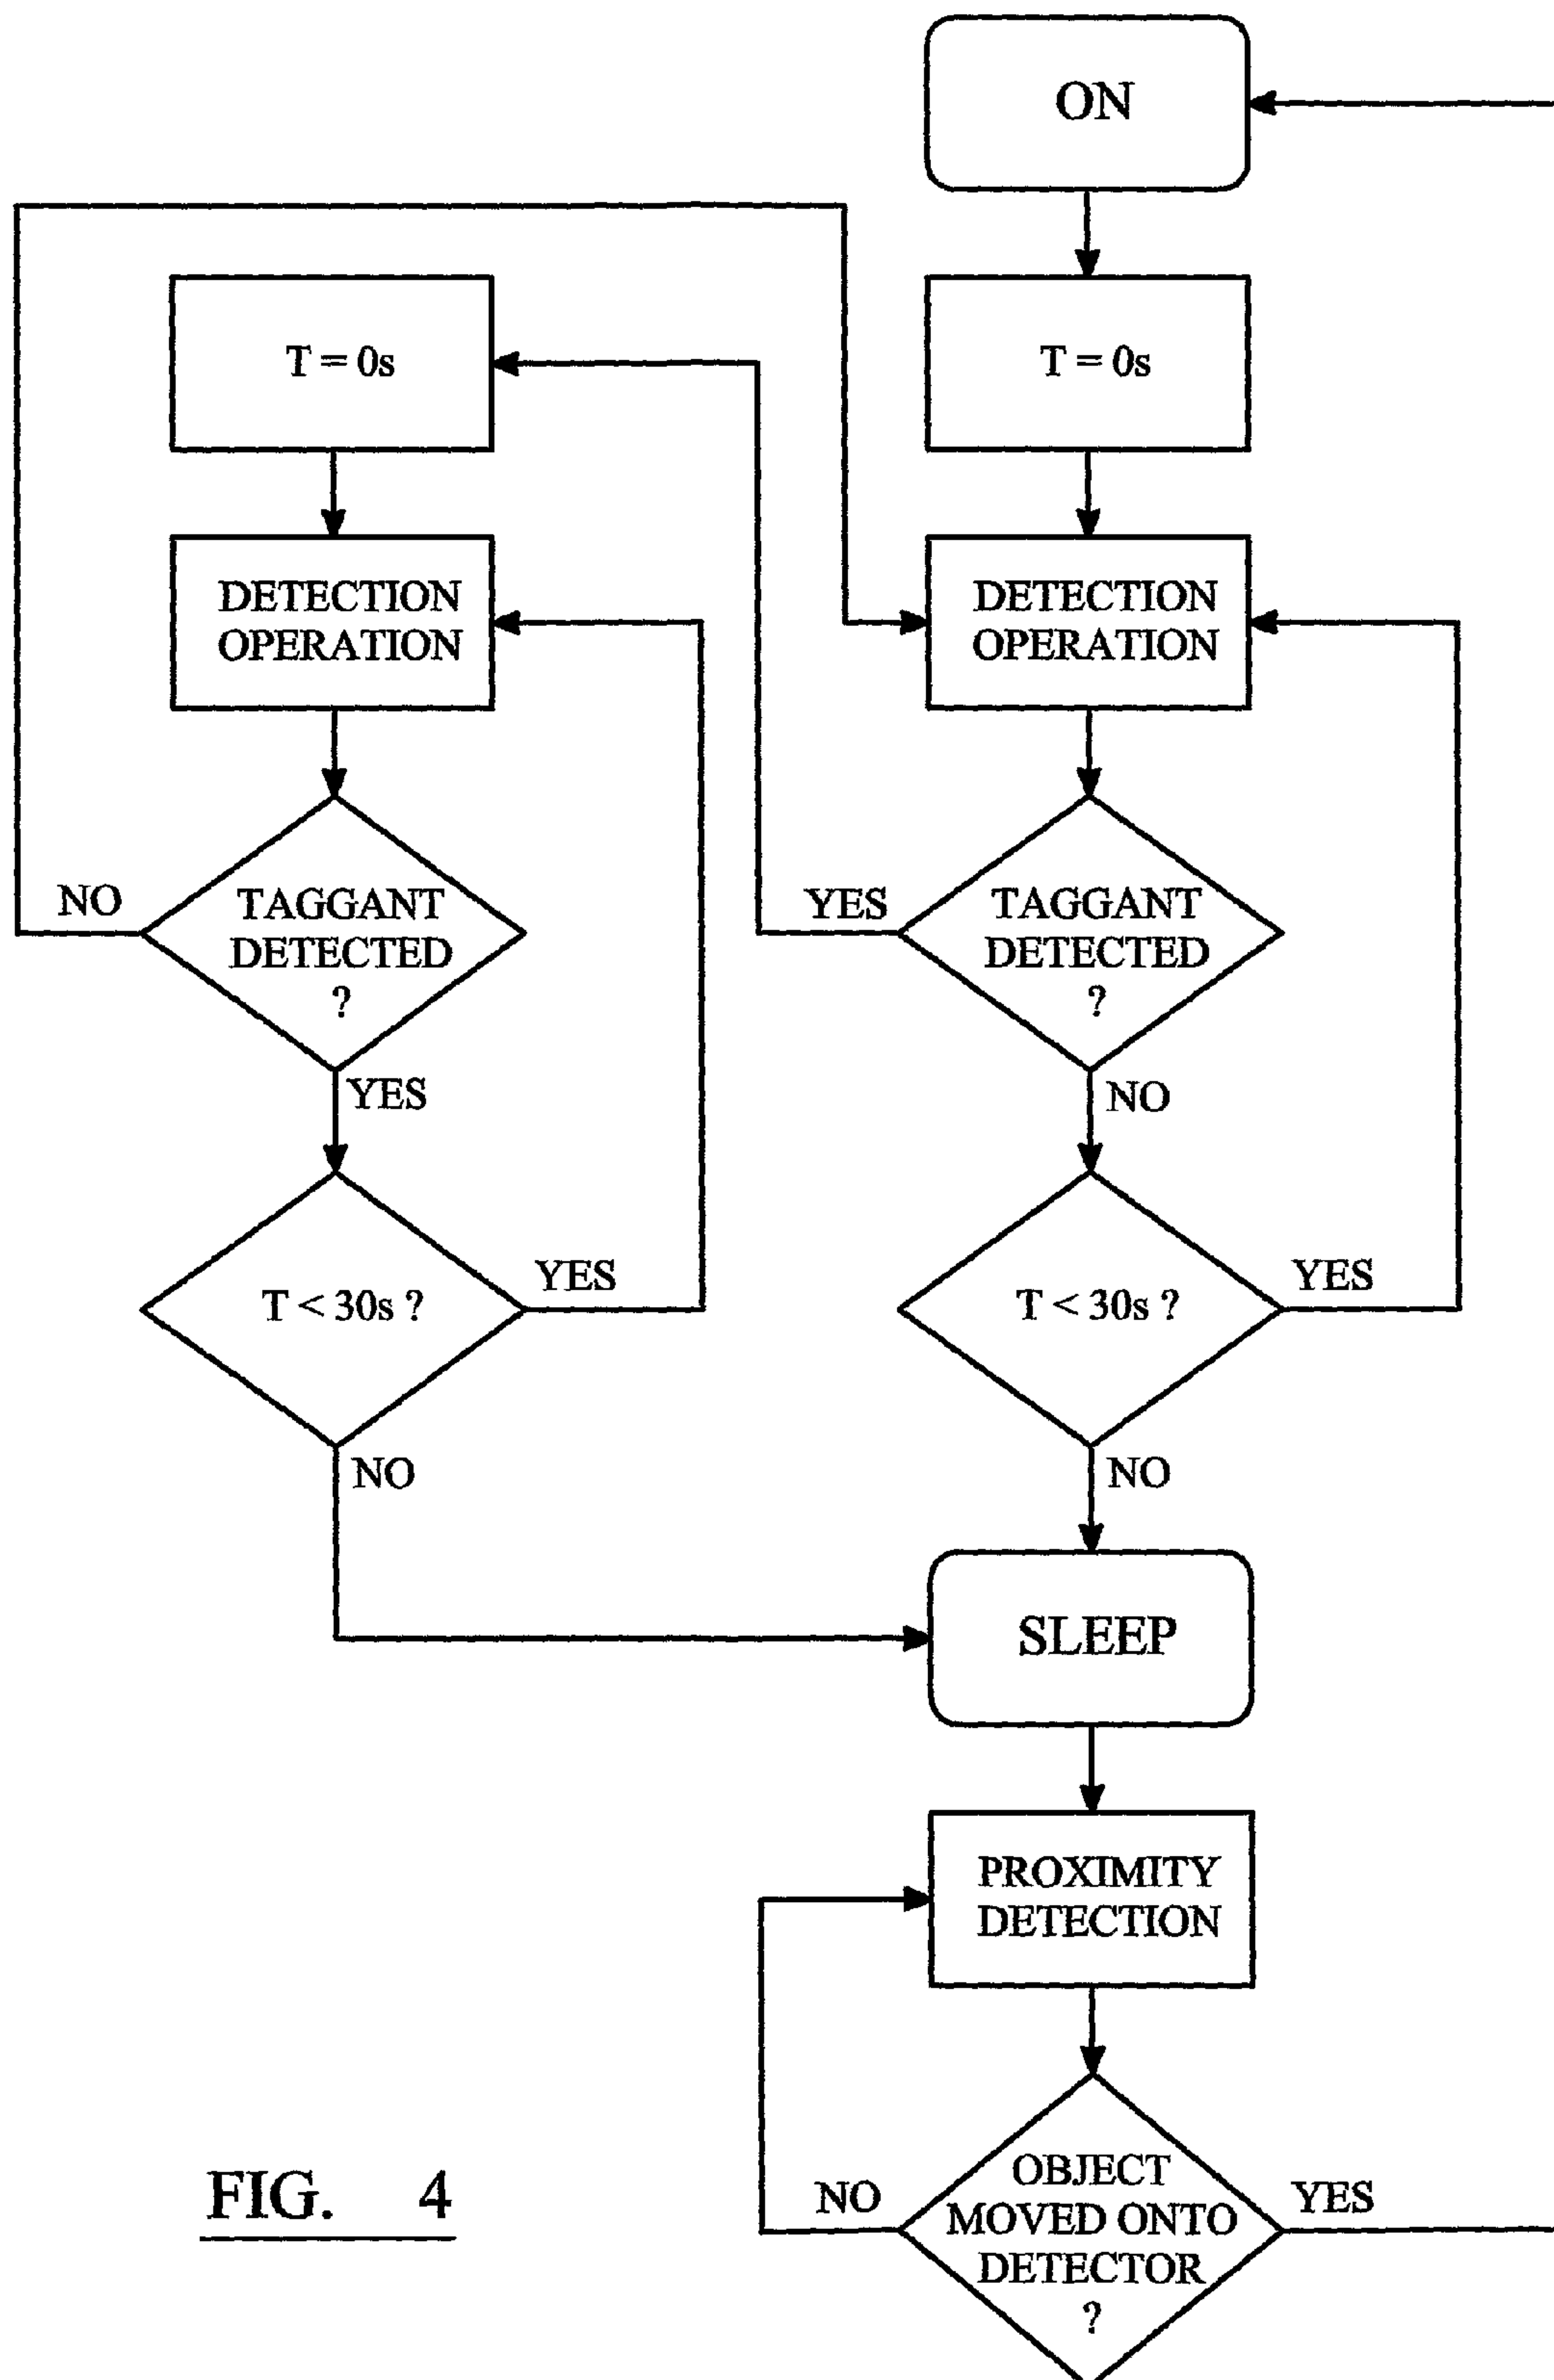 ON
T = 0s
T = 0s
DETECTION
OPERATION
DETECTION
OPERATION
NO
TAGGANT
DETECTED
?
YES
TAGGANT
DETECTED
?
YES
NO
T < 30s ?
YES
T < 30s ?
YES
NO
NO
SLEEP
PROXIMITY
DETECTION
NO
OBJECT
MOVED ONTO
DETECTOR
?
YES
FIG. 4